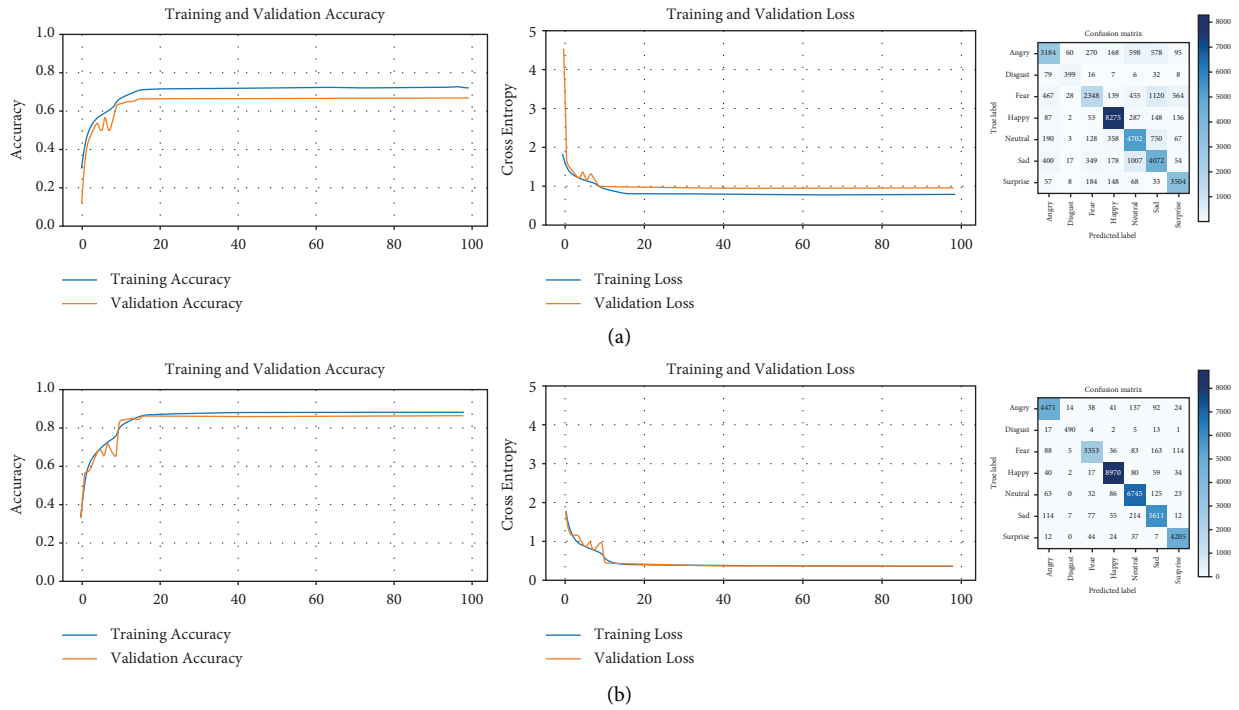 Training and Validation Accuracy
1.0
0.8
0.6
0.4
0.2
0.0
Accuracy
0 20 40 60 80 100
Training Accuracy
Validation Accuracy
Training and Validation Loss
5
4
3
2
1
0
Cross Entropy
0 20 40 60 80 100
Training Loss
Validation Loss
Confusion matrix
True label
Angry 3184 60 270 168 598 578 95
Disgust 79 399 16 7 6 32 8
Fear 467 28 2348 139 455 1120 564
Happy 87 2 53 8275 287 148 136
Neutral 190 3 128 358 4702 750 67
Sad 400 17 349 178 1007 4072 54
Surprise 57 8 184 148 68 33 3504
Angry Disgust Fear Happy Neutral Sad Surprise
Predicted label
8000
7000
6000
5000
4000
3000
2000
1000
(a)
Training and Validation Accuracy
1.0
0.8
0.6
0.4
0.2
0.0
Accuracy
0 20 40 60 80 100
Training Accuracy
Validation Accuracy
Training and Validation Loss
5
4
3
2
1
0
Cross Entropy
0 20 40 60 80 100
Training Loss
Validation Loss
Confusion matrix
True label
Angry 4471 14 38 41 137 92 24
Disgust 17 490 4 2 5 13 1
Fear 88 5 3353 36 83 163 114
Happy 40 2 17 8970 80 59 34
Neutral 63 0 32 86 6745 125 23
Sad 114 7 77 55 214 5611 12
Surprise 12 0 44 24 37 7 4205
Angry Disgust Fear Happy Neutral Sad Surprise
Predicted label
8000
7000
6000
5000
4000
3000
2000
1000
0
(b)